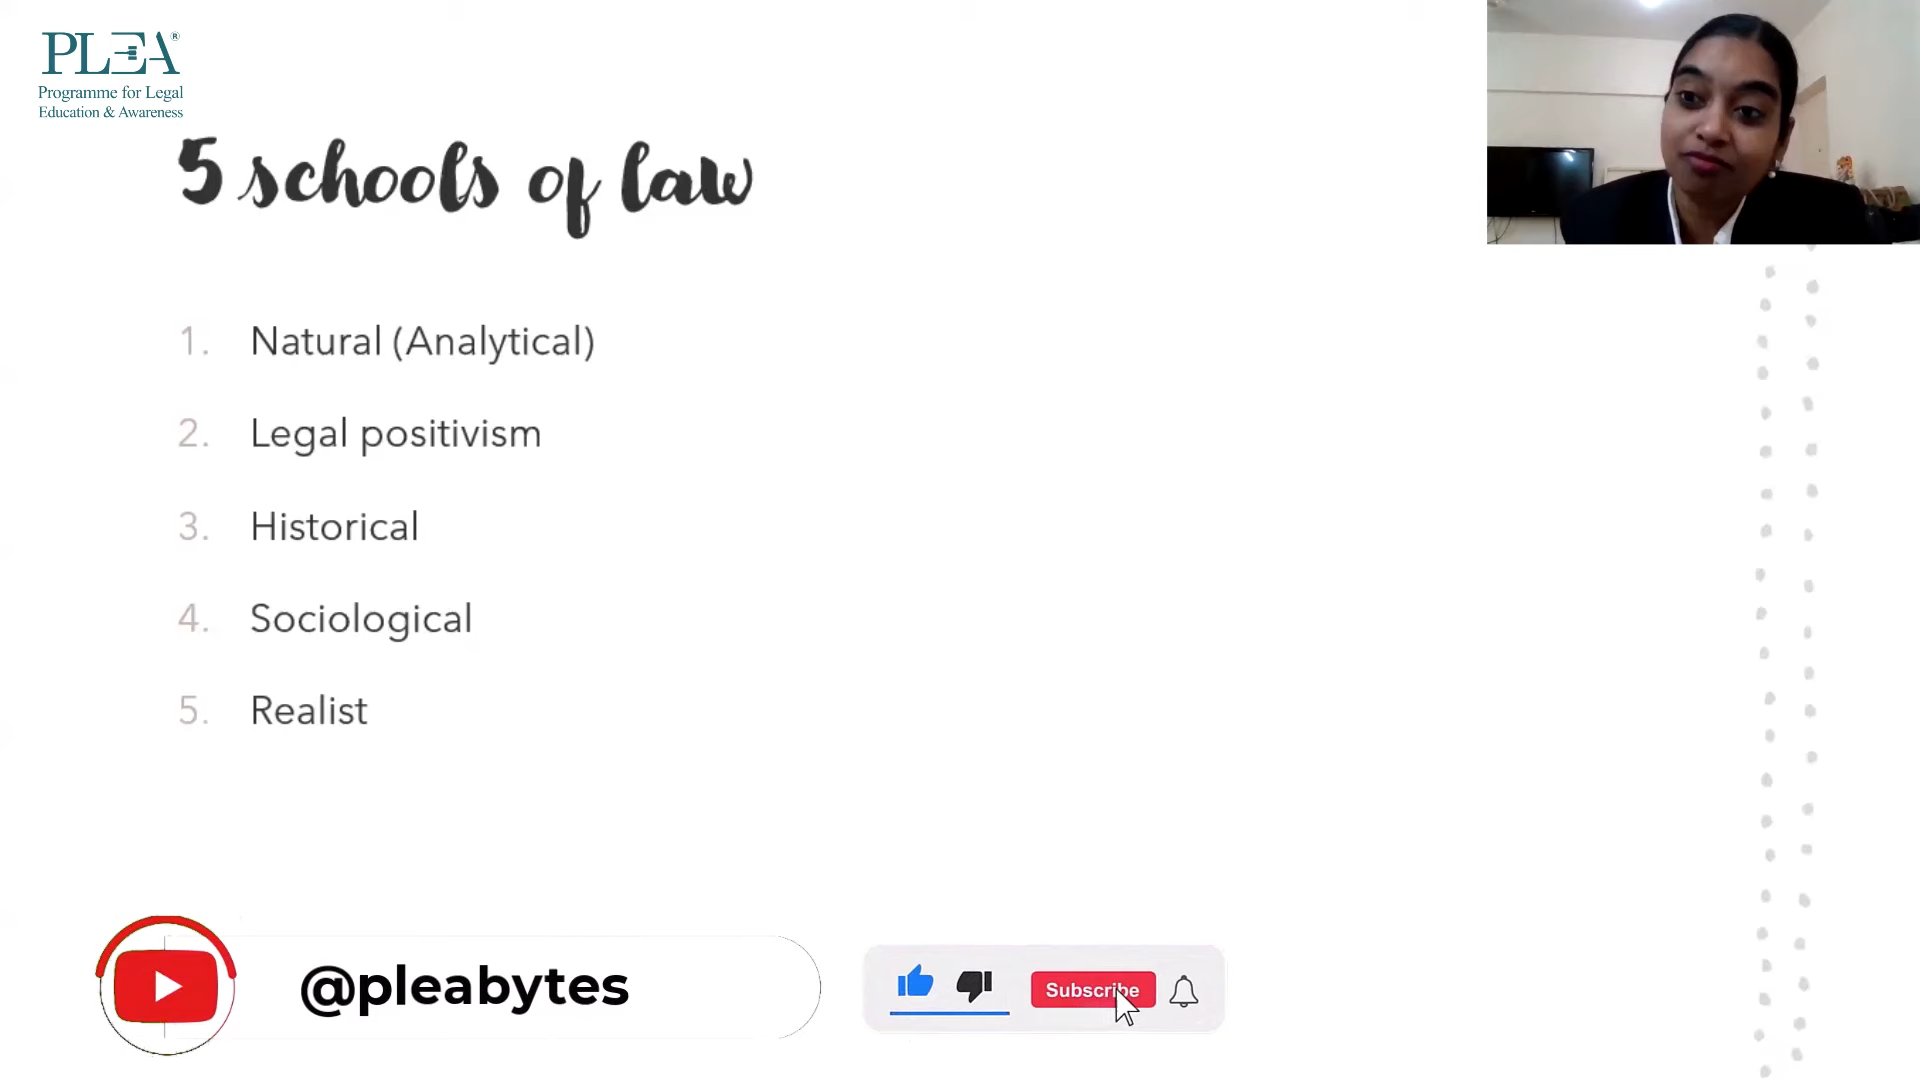 PLEA®
Programme for Legal
Education & Awareness
5 schools of law
1. Natural (Analytical)
2. Legal positivism
3. Historical
4. Sociological
5. Realist
@pleabytes
Subscribe